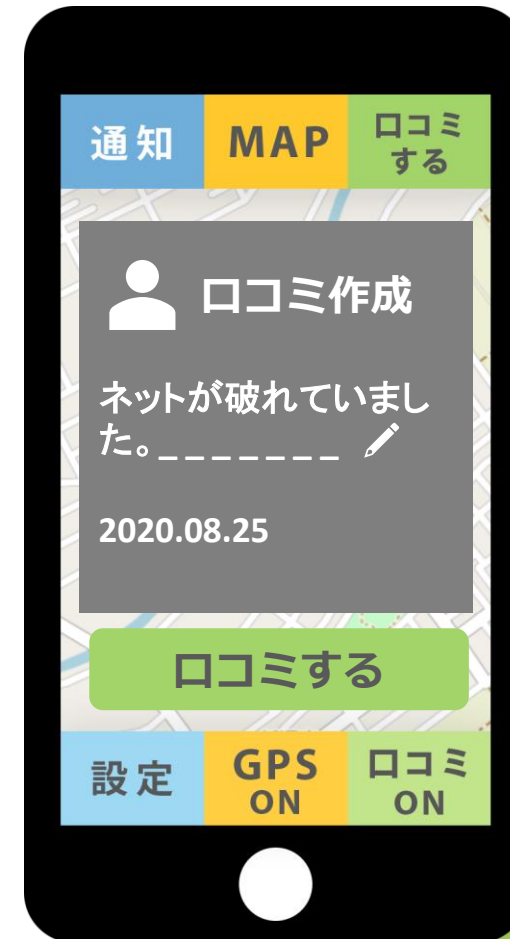 通知 MAP 口コミ
する
口コミ作成
ネットが破れていまし
た。_______
2020.08.25
口コミする
設定 GPS 口コミ
ON ON